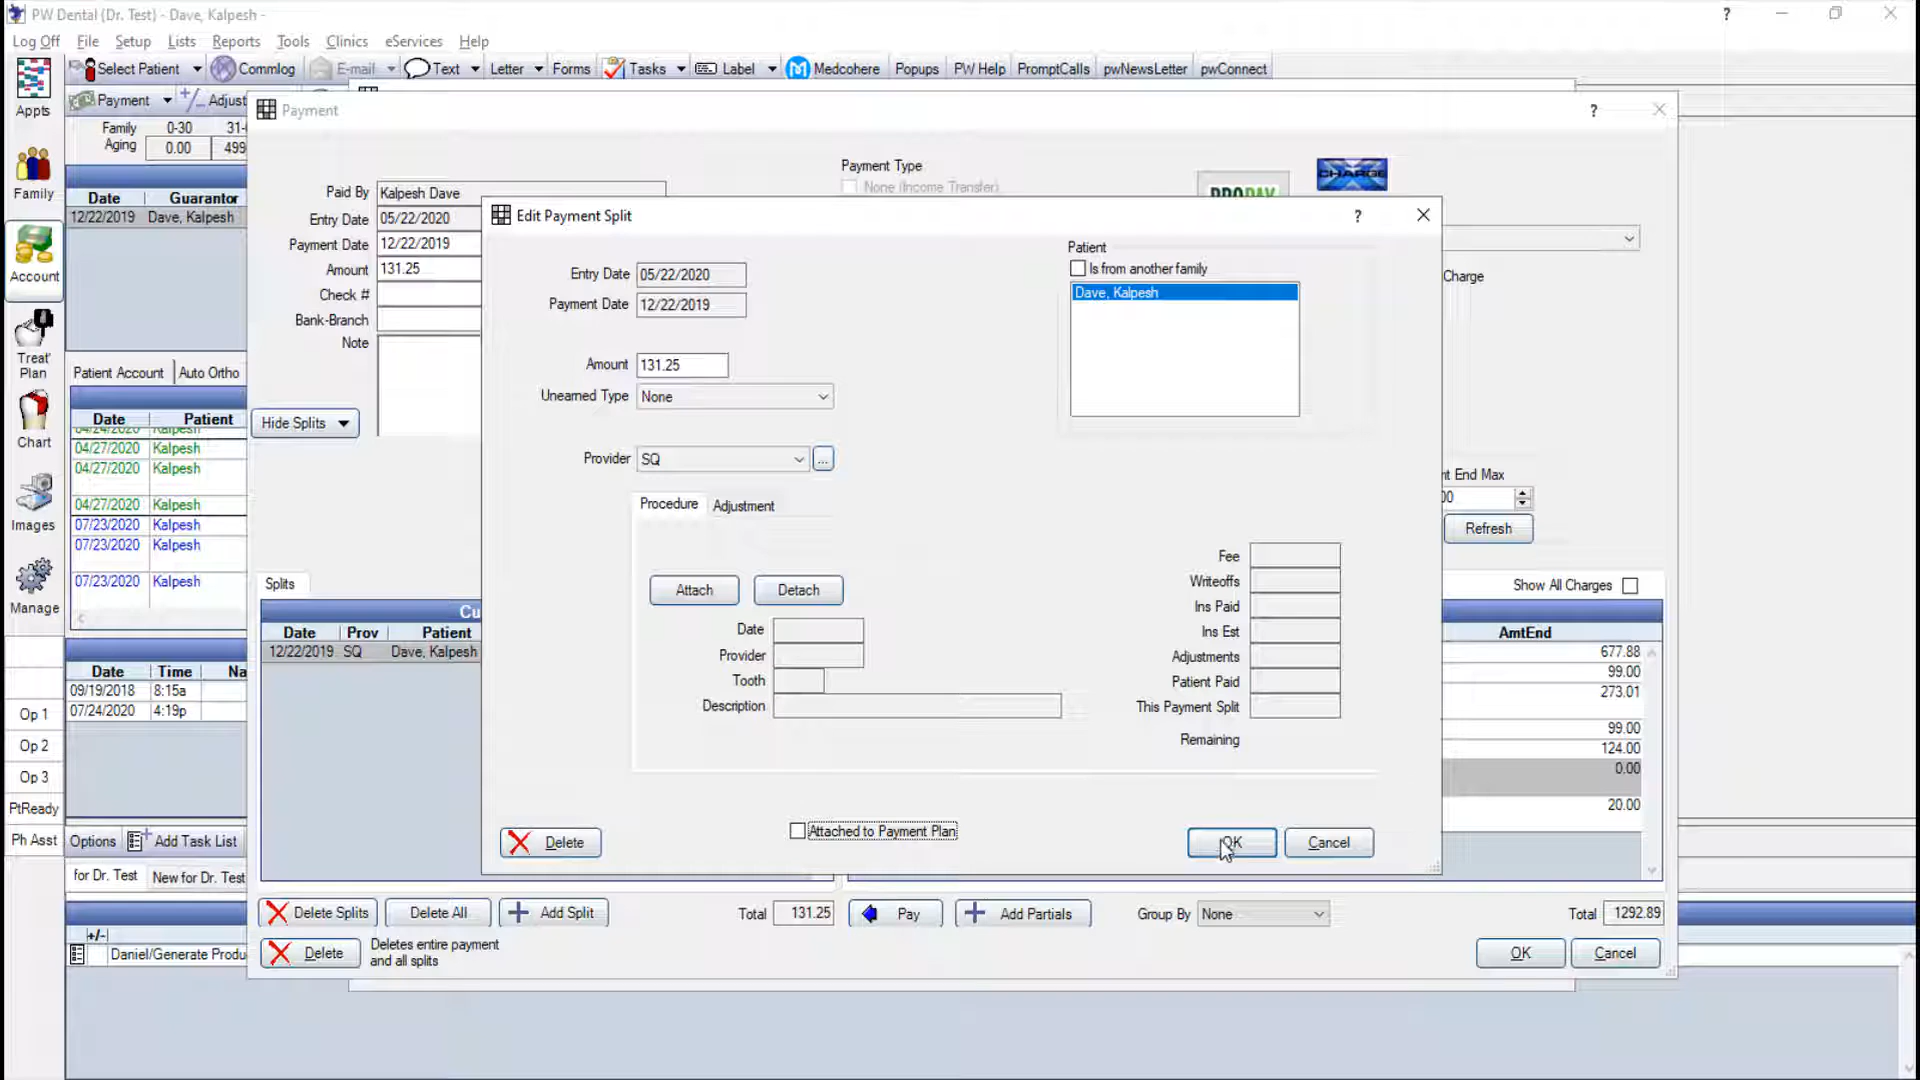 PW Dental (Dr. Test) - Dave, Kalpesh -
?
Log Off File Setup Lists Reports Tools Clinics eServices Help
Select Patient Commlog E-mail Text Letter Forms Tasks Label Medcohere Popups PW Help PromptCalls pwNewsLetter pwConnect
Appts
Payment
Family 0-30
Aging 0.00
Date Guarantor
12/22/2019 Dave, Kalpesh
Family
Account
Treat'
Plan
Chart
Images
Manage
Patient Account Auto Ortho
Date Patient
04/24/2020 Kalpesh
04/27/2020 Kalpesh
04/27/2020 Kalpesh
04/27/2020 Kalpesh
07/23/2020 Kalpesh
07/23/2020 Kalpesh
07/23/2020 Kalpesh
Date Time
09/19/2018 8:15a
07/24/2020 4:19p
Op 1
Op 2
Op 3
PtReady
Ph Asst
Options Add Task List
for Dr. Test New for Dr. Test
+/-
Daniel/Generate Produ
Payment ?
Payment Type
None (Income Transfer)
PROPAY
CHARGE
Paid By Kalpesh Dave
Entry Date 05/22/2020
Payment Date 12/22/2019
Amount 131.25
Check #
Bank-Branch
Note
Hide Splits
Splits
Date Prov Patient
12/22/2019 SQ Dave, Kalpesh
Charge
nt End Max
00
Refresh
Show All Charges
AmtEnd
677.88
99.00
273.01
99.00
124.00
0.00
20.00
Edit Payment Split ?
Entry Date 05/22/2020
Payment Date 12/22/2019
Amount 131.25
Unearned Type None
Provider SQ ...
Patient
Is from another family
Dave, Kalpesh
Procedure Adjustment
Attach Detach
Date
Provider
Tooth
Description
Fee
Writeoffs
Ins Paid
Ins Est
Adjustments
Patient Paid
This Payment Split
Remaining
Delete Attached to Payment Plan OK Cancel
Delete Splits Delete All Add Split Total 131.25 Pay Add Partials Group By None Total 1292.89
Delete Deletes entire payment
and all splits
OK Cancel